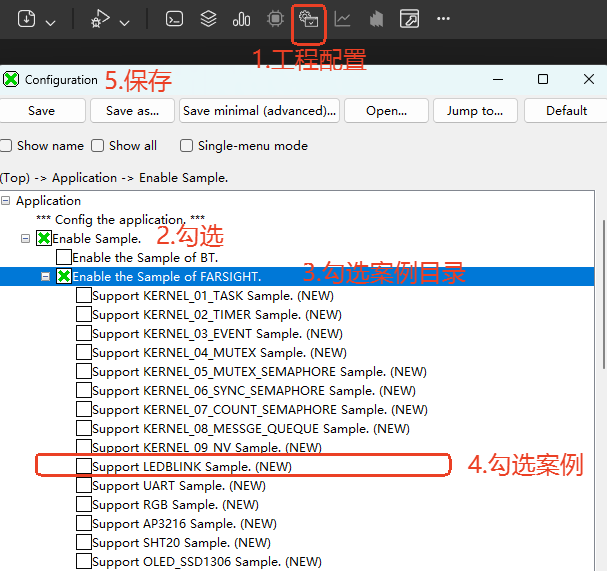 1.工程配置
Configuration
5.保存
Save
Save as...
Save minimal (advanced)...
Open...
Jump to...
Default
Show name
Show all
Single-menu mode
(Top) -> Application -> Enable Sample.
Application
*** Config the application. ***
Enable Sample.
2.勾选
Enable the Sample of BT.
Enable the Sample of FARSIGHT.
3.勾选案例目录
Support KERNEL_01_TASK Sample. (NEW)
Support KERNEL_02_TIMER Sample. (NEW)
Support KERNEL_03_EVENT Sample. (NEW)
Support KERNEL_04_MUTEX Sample. (NEW)
Support KERNEL_05_MUTEX_SEMAPHORE Sample. (NEW)
Support KERNEL_06_SYNC_SEMAPHORE Sample. (NEW)
Support KERNEL_07_COUNT_SEMAPHORE Sample. (NEW)
Support KERNEL_08_MESSGE_QUEQUE Sample. (NEW)
Support KERNEL_09_NV Sample. (NEW)
Support LEDBLINK Sample. (NEW)
4.勾选案例
Support UART Sample. (NEW)
Support RGB Sample. (NEW)
Support AP3216 Sample. (NEW)
Support SHT20 Sample. (NEW)
Support OLED_SSD1306 Sample. (NEW)